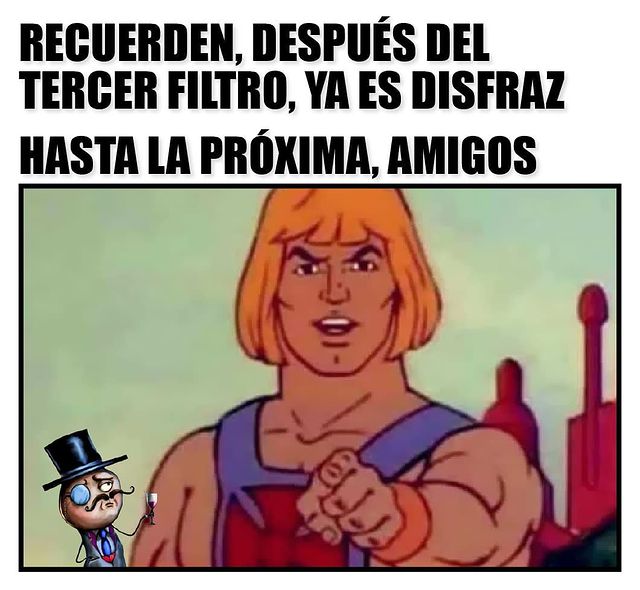 RECUERDEN, DESPUÉS DEL
TERCER FILTRO, YA ES DISFRAZ
HASTA LA PRÓXIMA, AMIGOS